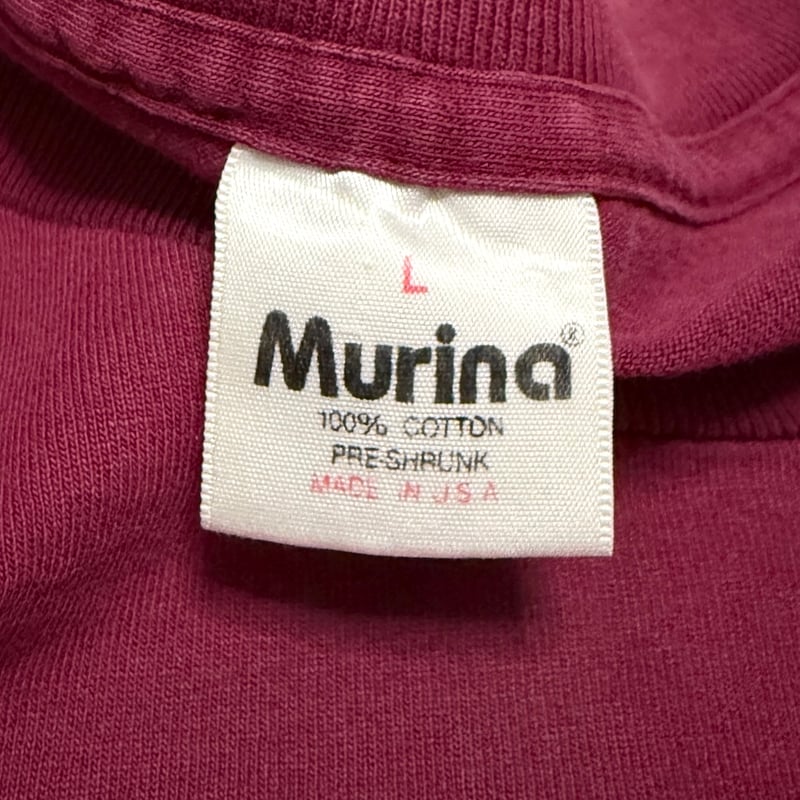 L
Murina®
100% COTTON
PRE-SHRUNK
MADE IN U S A